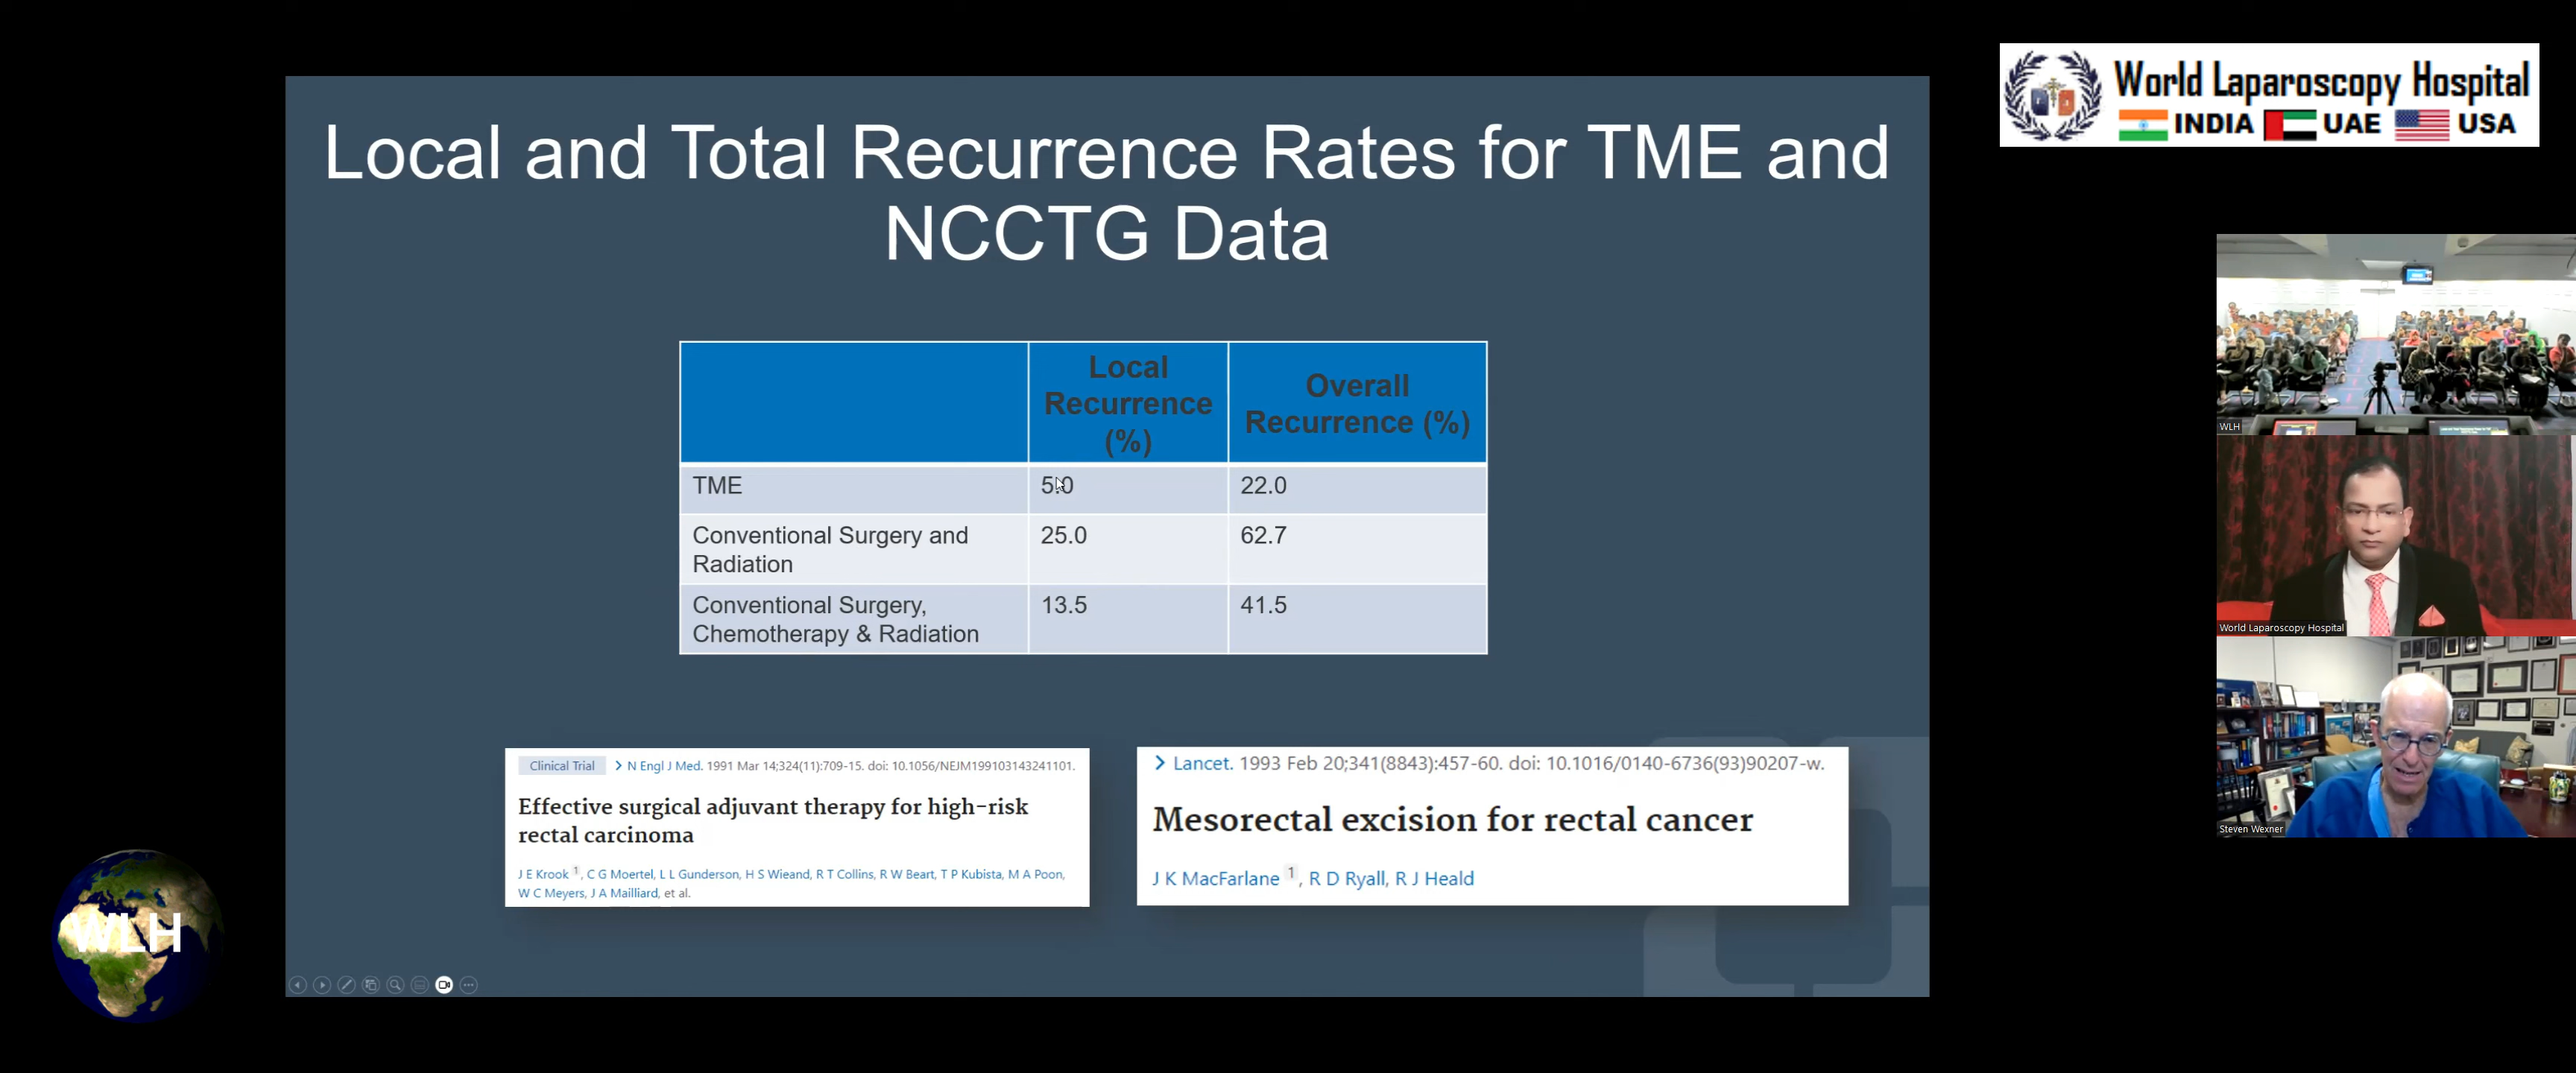 World Laparoscopy Hospital
INDIA UAE USA
Local and Total Recurrence Rates for TME and
NCCTG Data
Local
Recurrence
(%)
Overall
Recurrence (%)
TME 5.0 22.0
Conventional Surgery and
Radiation
25.0 62.7
Conventional Surgery,
Chemotherapy & Radiation
13.5 41.5
Clinical Trial > N Engl J Med. 1991 Mar 14;324(11):709-15. doi: 10.1056/NEJM199103143241101.
Effective surgical adjuvant therapy for high-risk
rectal carcinoma
J E Krook 1, C G Moertel, L L Gunderson, H S Wieand, R T Collins, R W Beart, T P Kubista, M A Poon,
W C Meyers, J A Mailliard, et al.
> Lancet. 1993 Feb 20;341(8843):457-60. doi: 10.1016/0140-6736(93)90207-w.
Mesorectal excision for rectal cancer
J K MacFarlane 1, R D Ryall, R J Heald
WLH
WLH
World Laparoscopy Hospital
Steven Wexner